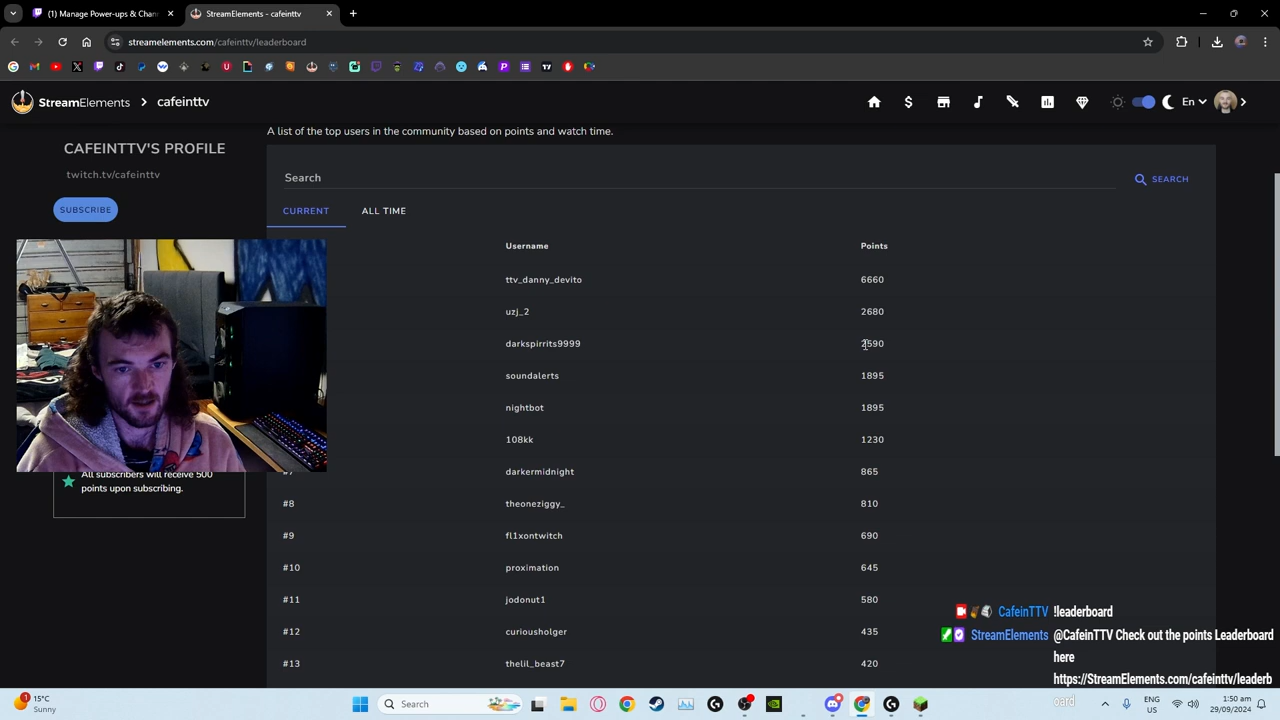 (1) Manage Power-ups & Chan
StreamElements - cafeinttv
streamelements.com/cafeinttv/leaderboard
StreamElements > cafeinttv
En
A list of the top users in the community based on points and watch time.
CAFEINTTV'S PROFILE
twitch.tv/cafeinttv
SUBSCRIBE
Search
SEARCH
CURRENT
ALL TIME
Username Points
ttv_danny_devito 6660
uzj_2 2680
darkspirrits9999 2590
soundalerts 1895
nightbot 1895
108kk 1230
#7 darkermidnight 865
#8 theoneziggy_ 810
#9 fl1xontwitch 690
#10 proximation 645
#11 jodonut1 580
#12 curiousholger 435
#13 thelil_beast7 420
All subscribers will receive 500
points upon subscribing.
CafeinTTV !leaderboard
StreamElements @CafeinTTV Check out the points Leaderboard
here
https://StreamElements.com/cafeinttv/leaderb
oard
1
15°C
Sunny
Search
ENG
US
1:50 am
29/09/2024